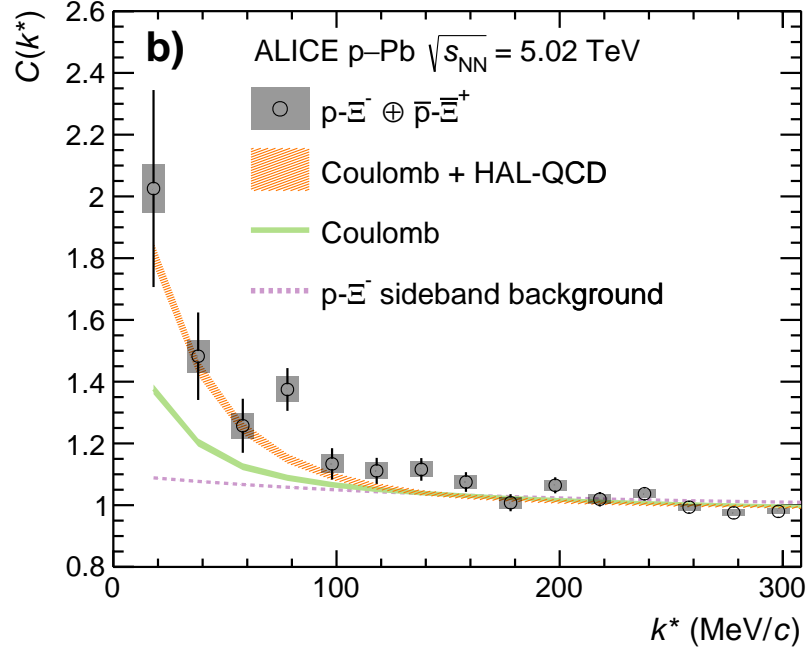 b) ALICE p–Pb √s_NN = 5.02 TeV
p-Ξ⁻ ⊕ p̅-Ξ̅⁺
Coulomb + HAL-QCD
Coulomb
p-Ξ⁻ sideband background
C(k*)
2.6
2.4
2.2
2
1.8
1.6
1.4
1.2
1
0.8
0 100 200 300
k* (MeV/c)